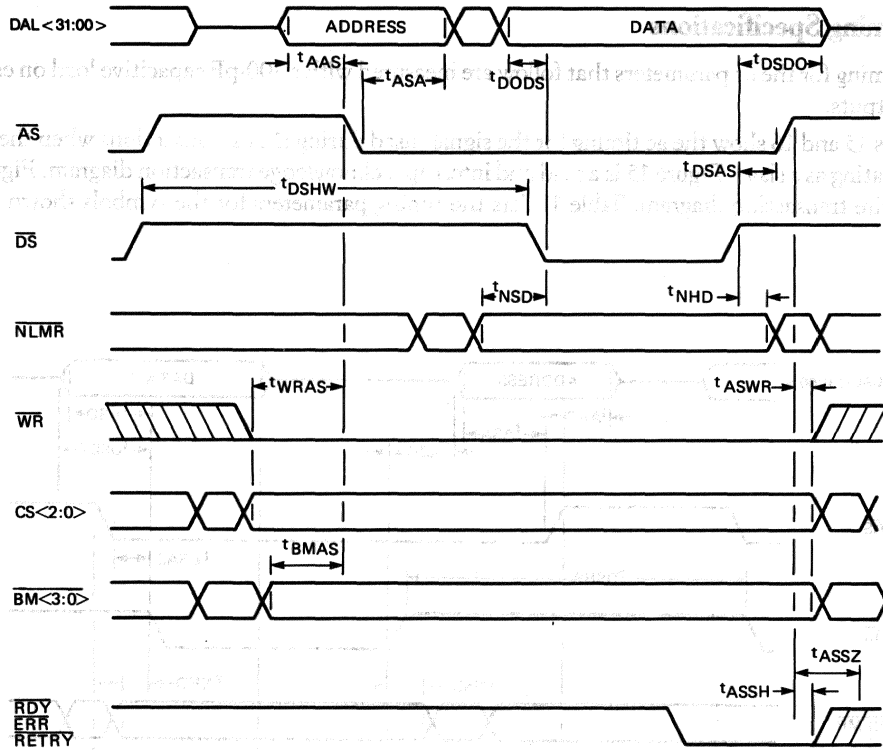 DAL<31:00>
ADDRESS
DATA
tAAS
tASA
tDODS
tDSDO
AS
tDSAS
tDSHW
DS
tNSD
tNHD
NLMR
tWRAS
tASWR
WR
CS<2:0>
tBMAS
BM<3:0>
tASSZ
tASSH
RDY
ERR
RETRY